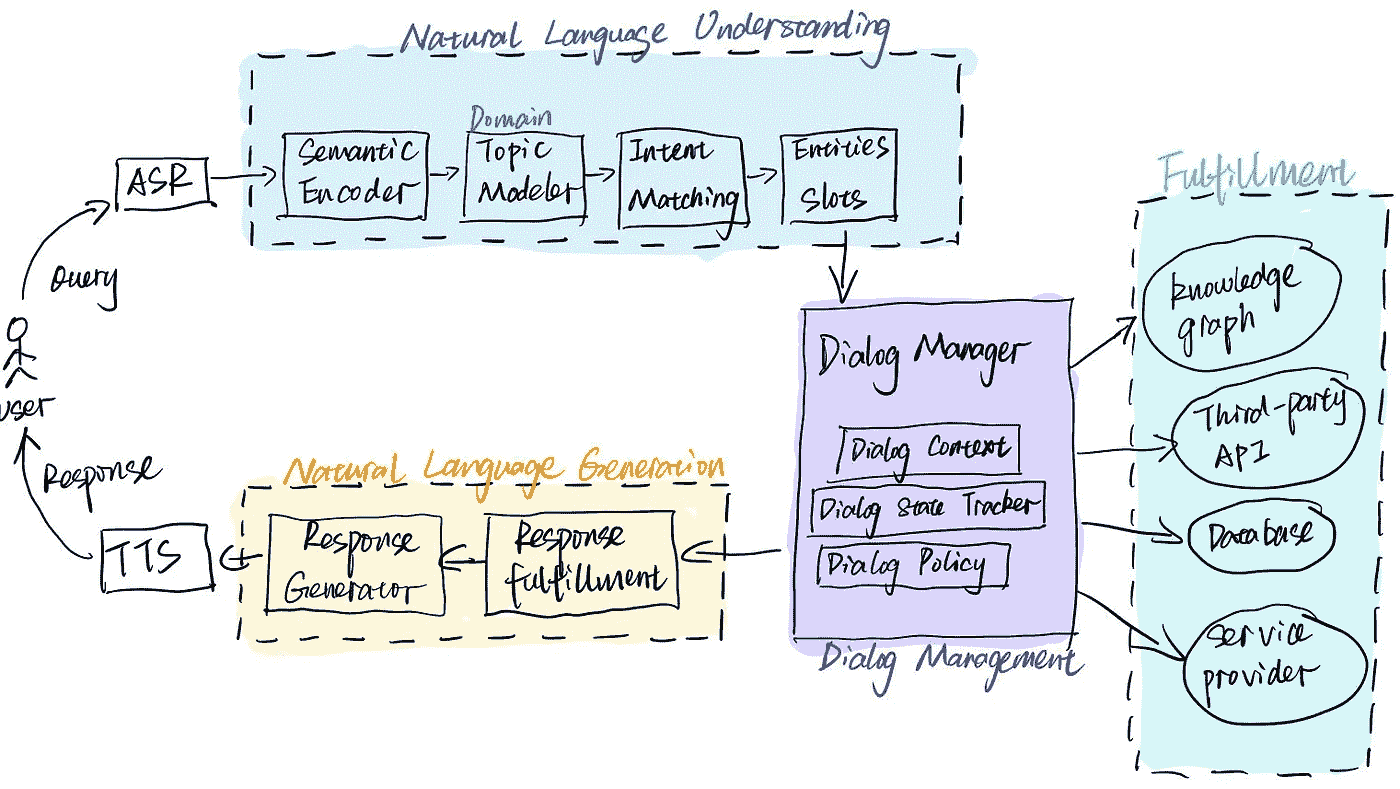 Natural Language Understanding
Domain
Semantic
Encoder
Topic
Modeler
Intent
Matching
Entities
Slots
ASR
Query
user
Response
TTS
Fulfillment
knowledge
graph
Third-party
API
Database
service
provider
Dialog Manager
Dialog Context
Dialog State Tracker
Dialog Policy
Dialog Management
Natural Language Generation
Response
Generator
Response
fulfillment